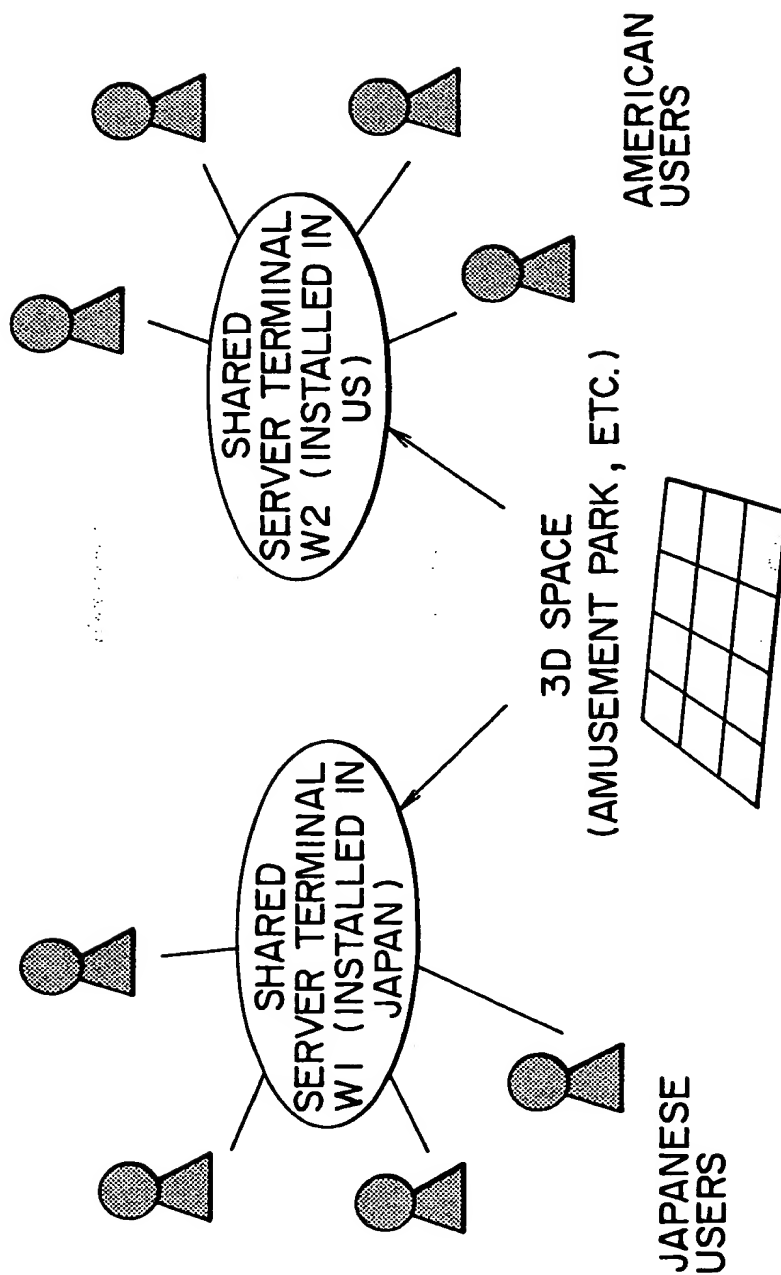 SHARED
SERVER TERMINAL
W1 (INSTALLED IN
JAPAN)
SHARED
SERVER TERMINAL
W2 (INSTALLED IN
US)
3D SPACE
(AMUSEMENT PARK, ETC.)
JAPANESE
USERS
AMERICAN
USERS